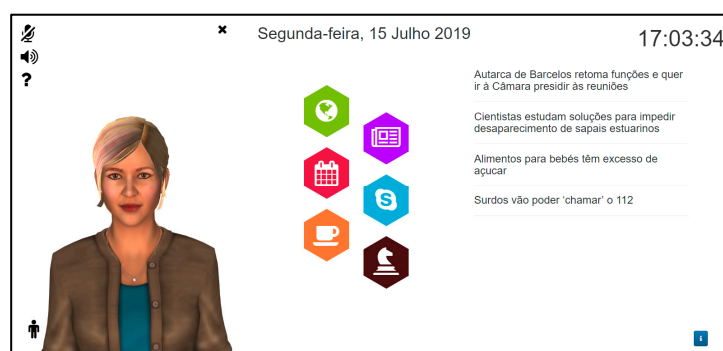 Segunda-feira, 15 Julho 2019
17:03:34
Autarca de Barcelos retoma funções e quer
ir à Câmara presidir às reuniões
Cientistas estudam soluções para impedir
desaparecimento de sapais estuarinos
Alimentos para bebés têm excesso de
açucar
Surdos vão poder ‘chamar’ o 112